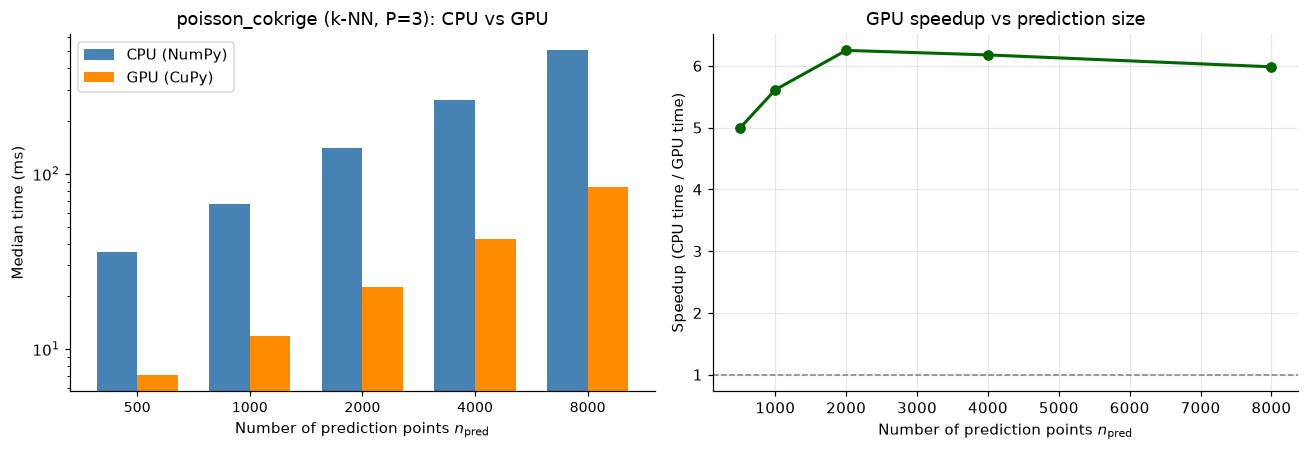 poisson_cokrige (k-NN, P=3): CPU vs GPU
CPU (NumPy)
GPU (CuPy)
Median time (ms)
10²
10¹
500 1000 2000 4000 8000
Number of prediction points n_pred
GPU speedup vs prediction size
Speedup (CPU time / GPU time)
6
5
4
3
2
1
1000 2000 3000 4000 5000 6000 7000 8000
Number of prediction points n_pred